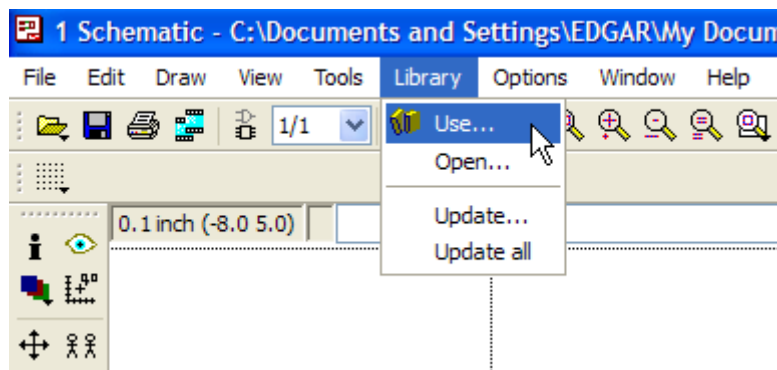 1 Schematic - C:\Documents and Settings\EDGAR\My Docum
File Edit Draw View Tools Library Options Window Help
1/1
Use...
Open...
0.1 inch (-8.0 5.0)
Update...
Update all